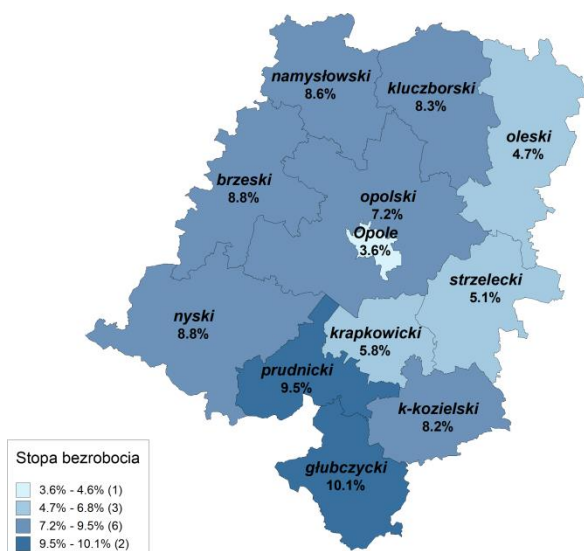 namysłowski
8.6%
kluczborski
8.3%
oleski
4.7%
brzeski
8.8%
opolski
7.2%
Opole
3.6%
strzelecki
5.1%
nyski
8.8%
krapkowicki
5.8%
prudnicki
9.5%
k-kozielski
8.2%
głubczycki
10.1%
Stopa bezrobocia
3.6% - 4.6% (1)
4.7% - 6.8% (3)
7.2% - 9.5% (6)
9.5% - 10.1% (2)